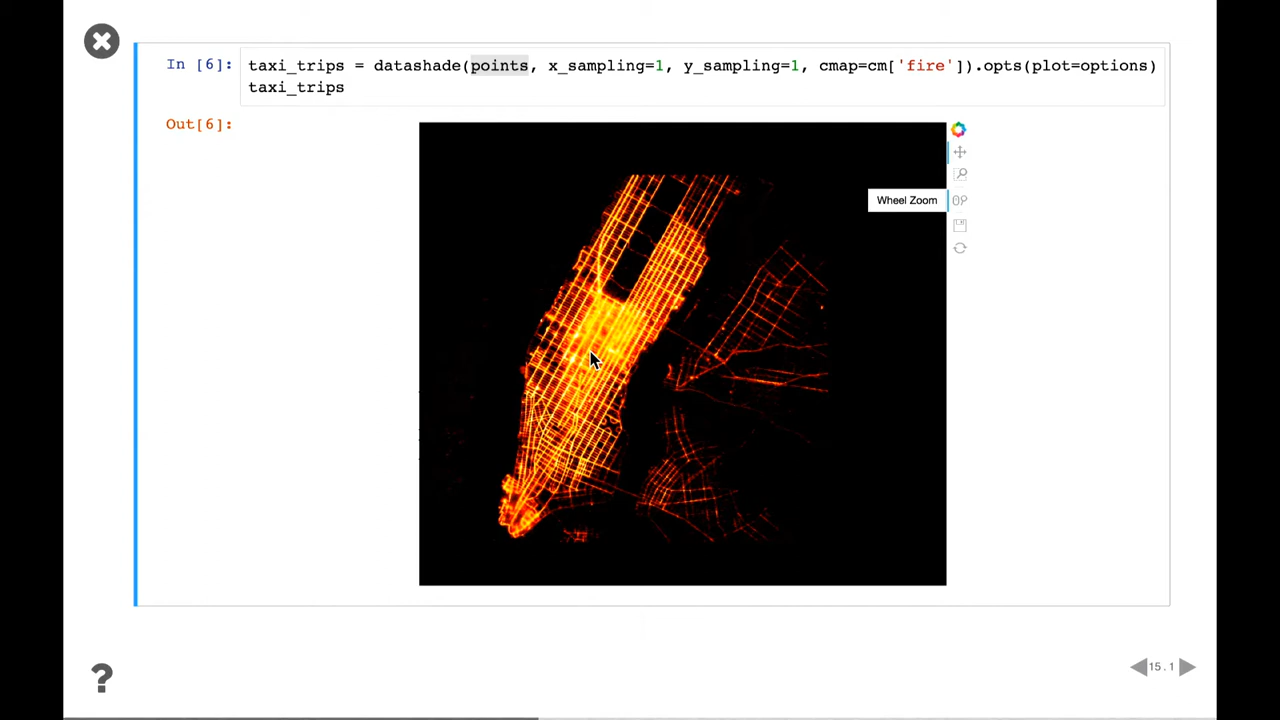 In [6]: taxi_trips = datashade(points, x_sampling=1, y_sampling=1, cmap=cm['fire']).opts(plot=options)
taxi_trips
Out[6]:
Wheel Zoom
?
15.1